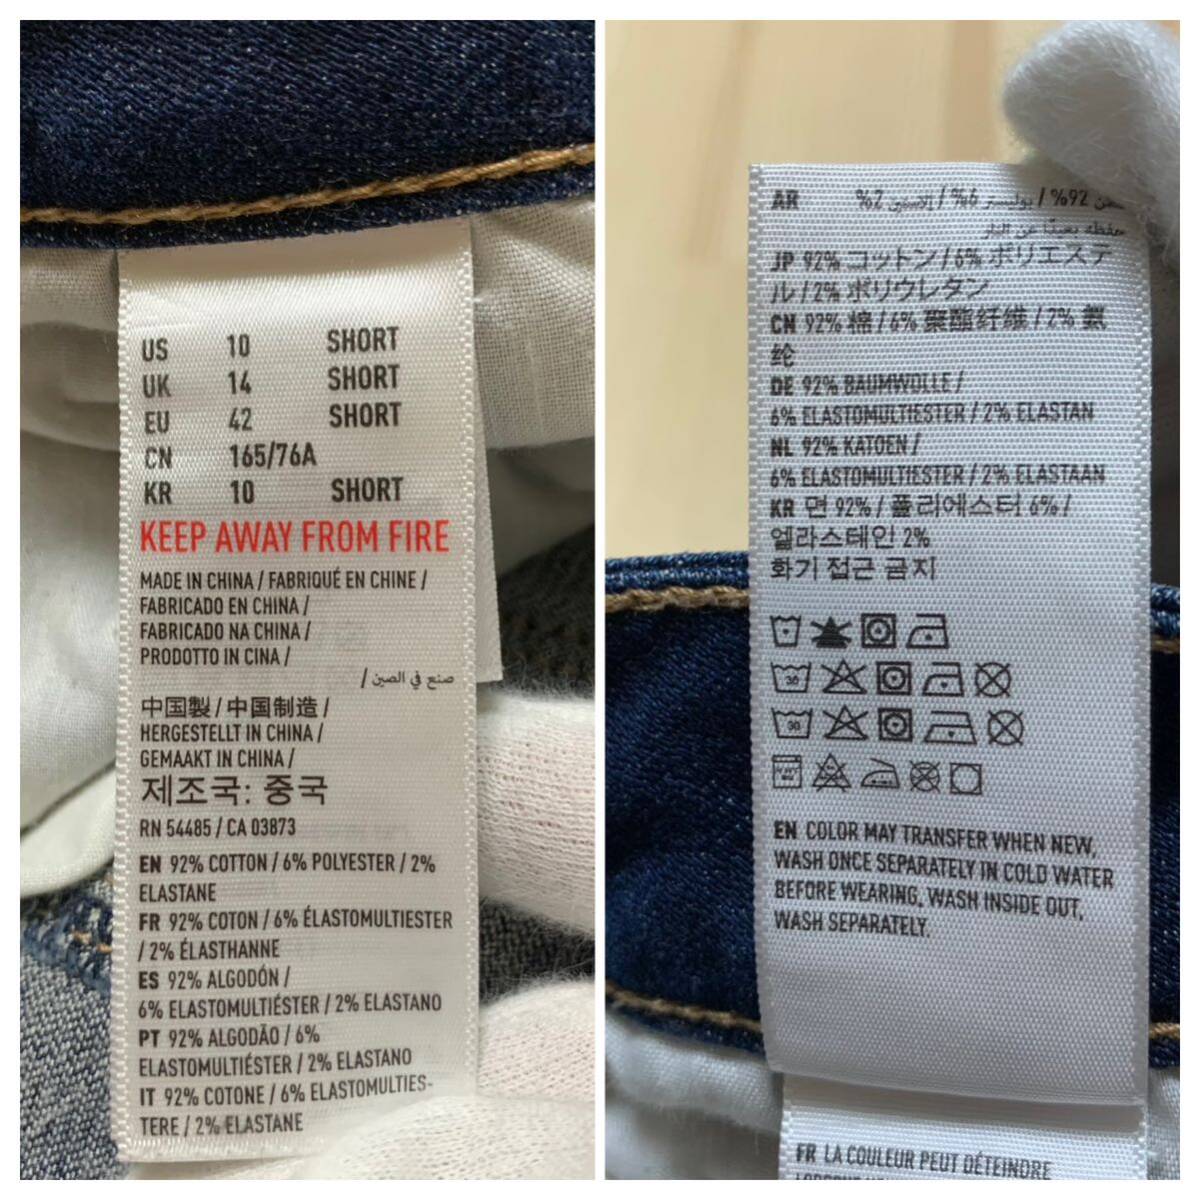 US 10 SHORT
UK 14 SHORT
EU 42 SHORT
CN 165/76A
KR 10 SHORT
KEEP AWAY FROM FIRE
MADE IN CHINA / FABRIQUÉ EN CHINE /
FABRICADO EN CHINA /
FABRICADO NA CHINA /
PRODOTTO IN CINA /
صنع في الصين /
中国製 / 中国制造 /
HERGESTELLT IN CHINA /
GEMAAKT IN CHINA /
제조국: 중국
RN 54485 / CA 03873
EN 92% COTTON / 6% POLYESTER / 2%
ELASTANE
FR 92% COTON / 6% ÉLASTOMULTIESTER
/ 2% ÉLASTHANNE
ES 92% ALGODÓN /
6% ELASTOMULTIÉSTER / 2% ELASTANO
PT 92% ALGODÃO / 6%
ELASTOMULTIÉSTER / 2% ELASTANO
IT 92% COTONE / 6% ELASTOMULTIES-
TERE / 2% ELASTANE
AR 92% / بوليستر 6% / 2%
بعيدًا عن النار
JP 92% コットン / 6% ポリエステ
ル / 2% ポリウレタン
CN 92% 棉 / 6% 聚酯纤维 / 2% 氨
纶
DE 92% BAUMWOLLE /
6% ELASTOMULTIESTER / 2% ELASTAN
NL 92% KATOEN /
6% ELASTOMULTIESTER / 2% ELASTAAN
KR 면 92% / 폴리에스터 6% /
엘라스테인 2%
화기 접근 금지
30
30
EN COLOR MAY TRANSFER WHEN NEW,
WASH ONCE SEPARATELY IN COLD WATER
BEFORE WEARING, WASH INSIDE OUT,
WASH SEPARATELY.
FR LA COULEUR PEUT DÉTEINDRE